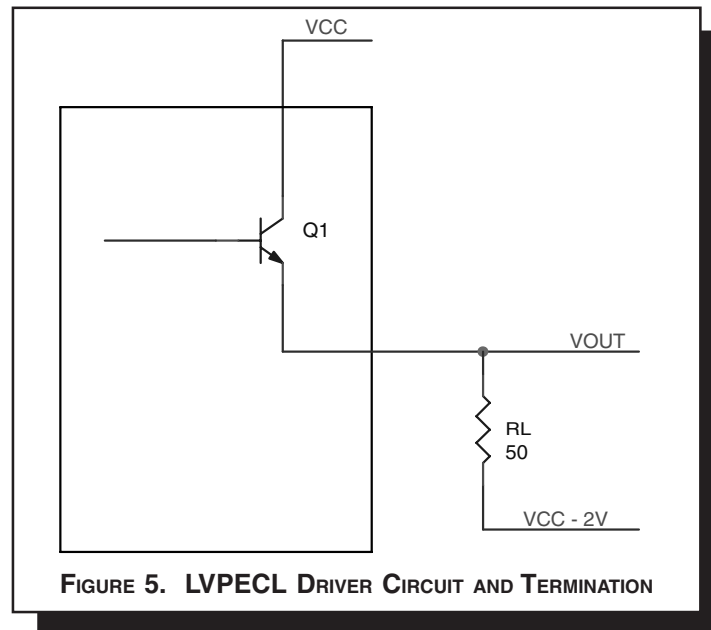 VCC
Q1
VOUT
RL
50
VCC - 2V
FIGURE 5. LVPECL DRIVER CIRCUIT AND TERMINATION